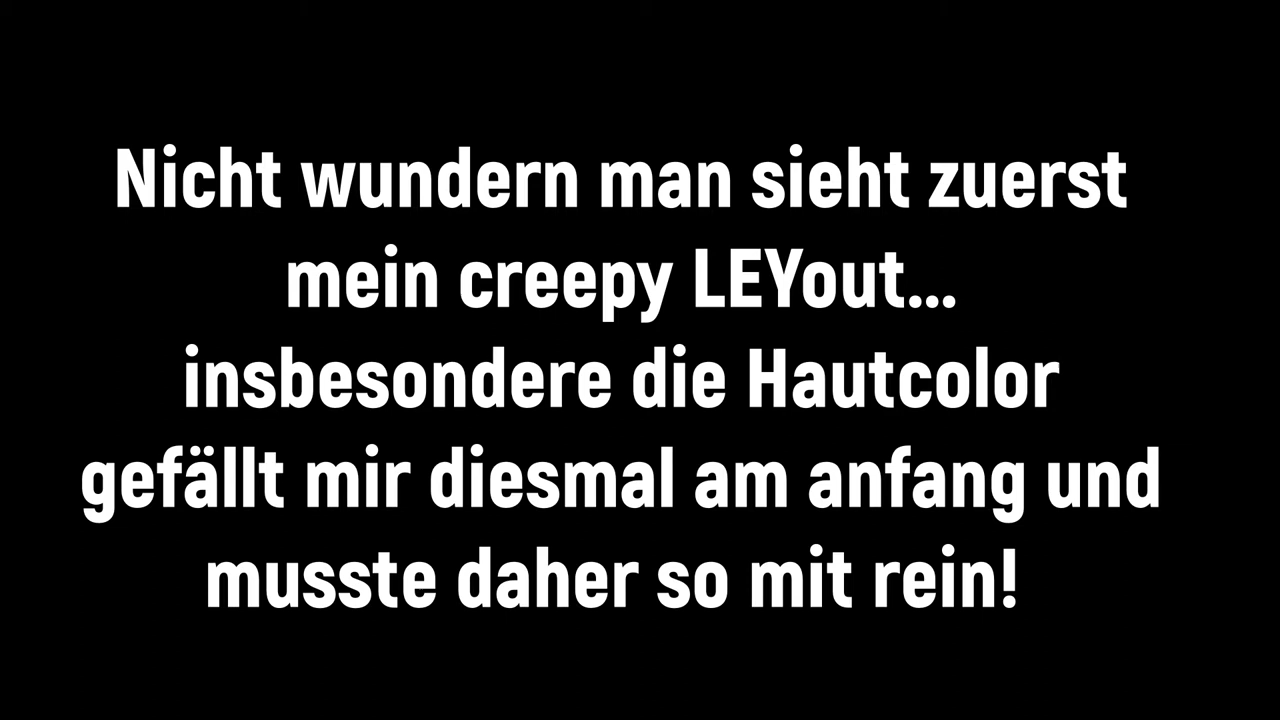 Nicht wundern man sieht zuerst
mein creepy LEYout...
insbesondere die Hautcolor
gefällt mir diesmal am anfang und
musste daher so mit rein!